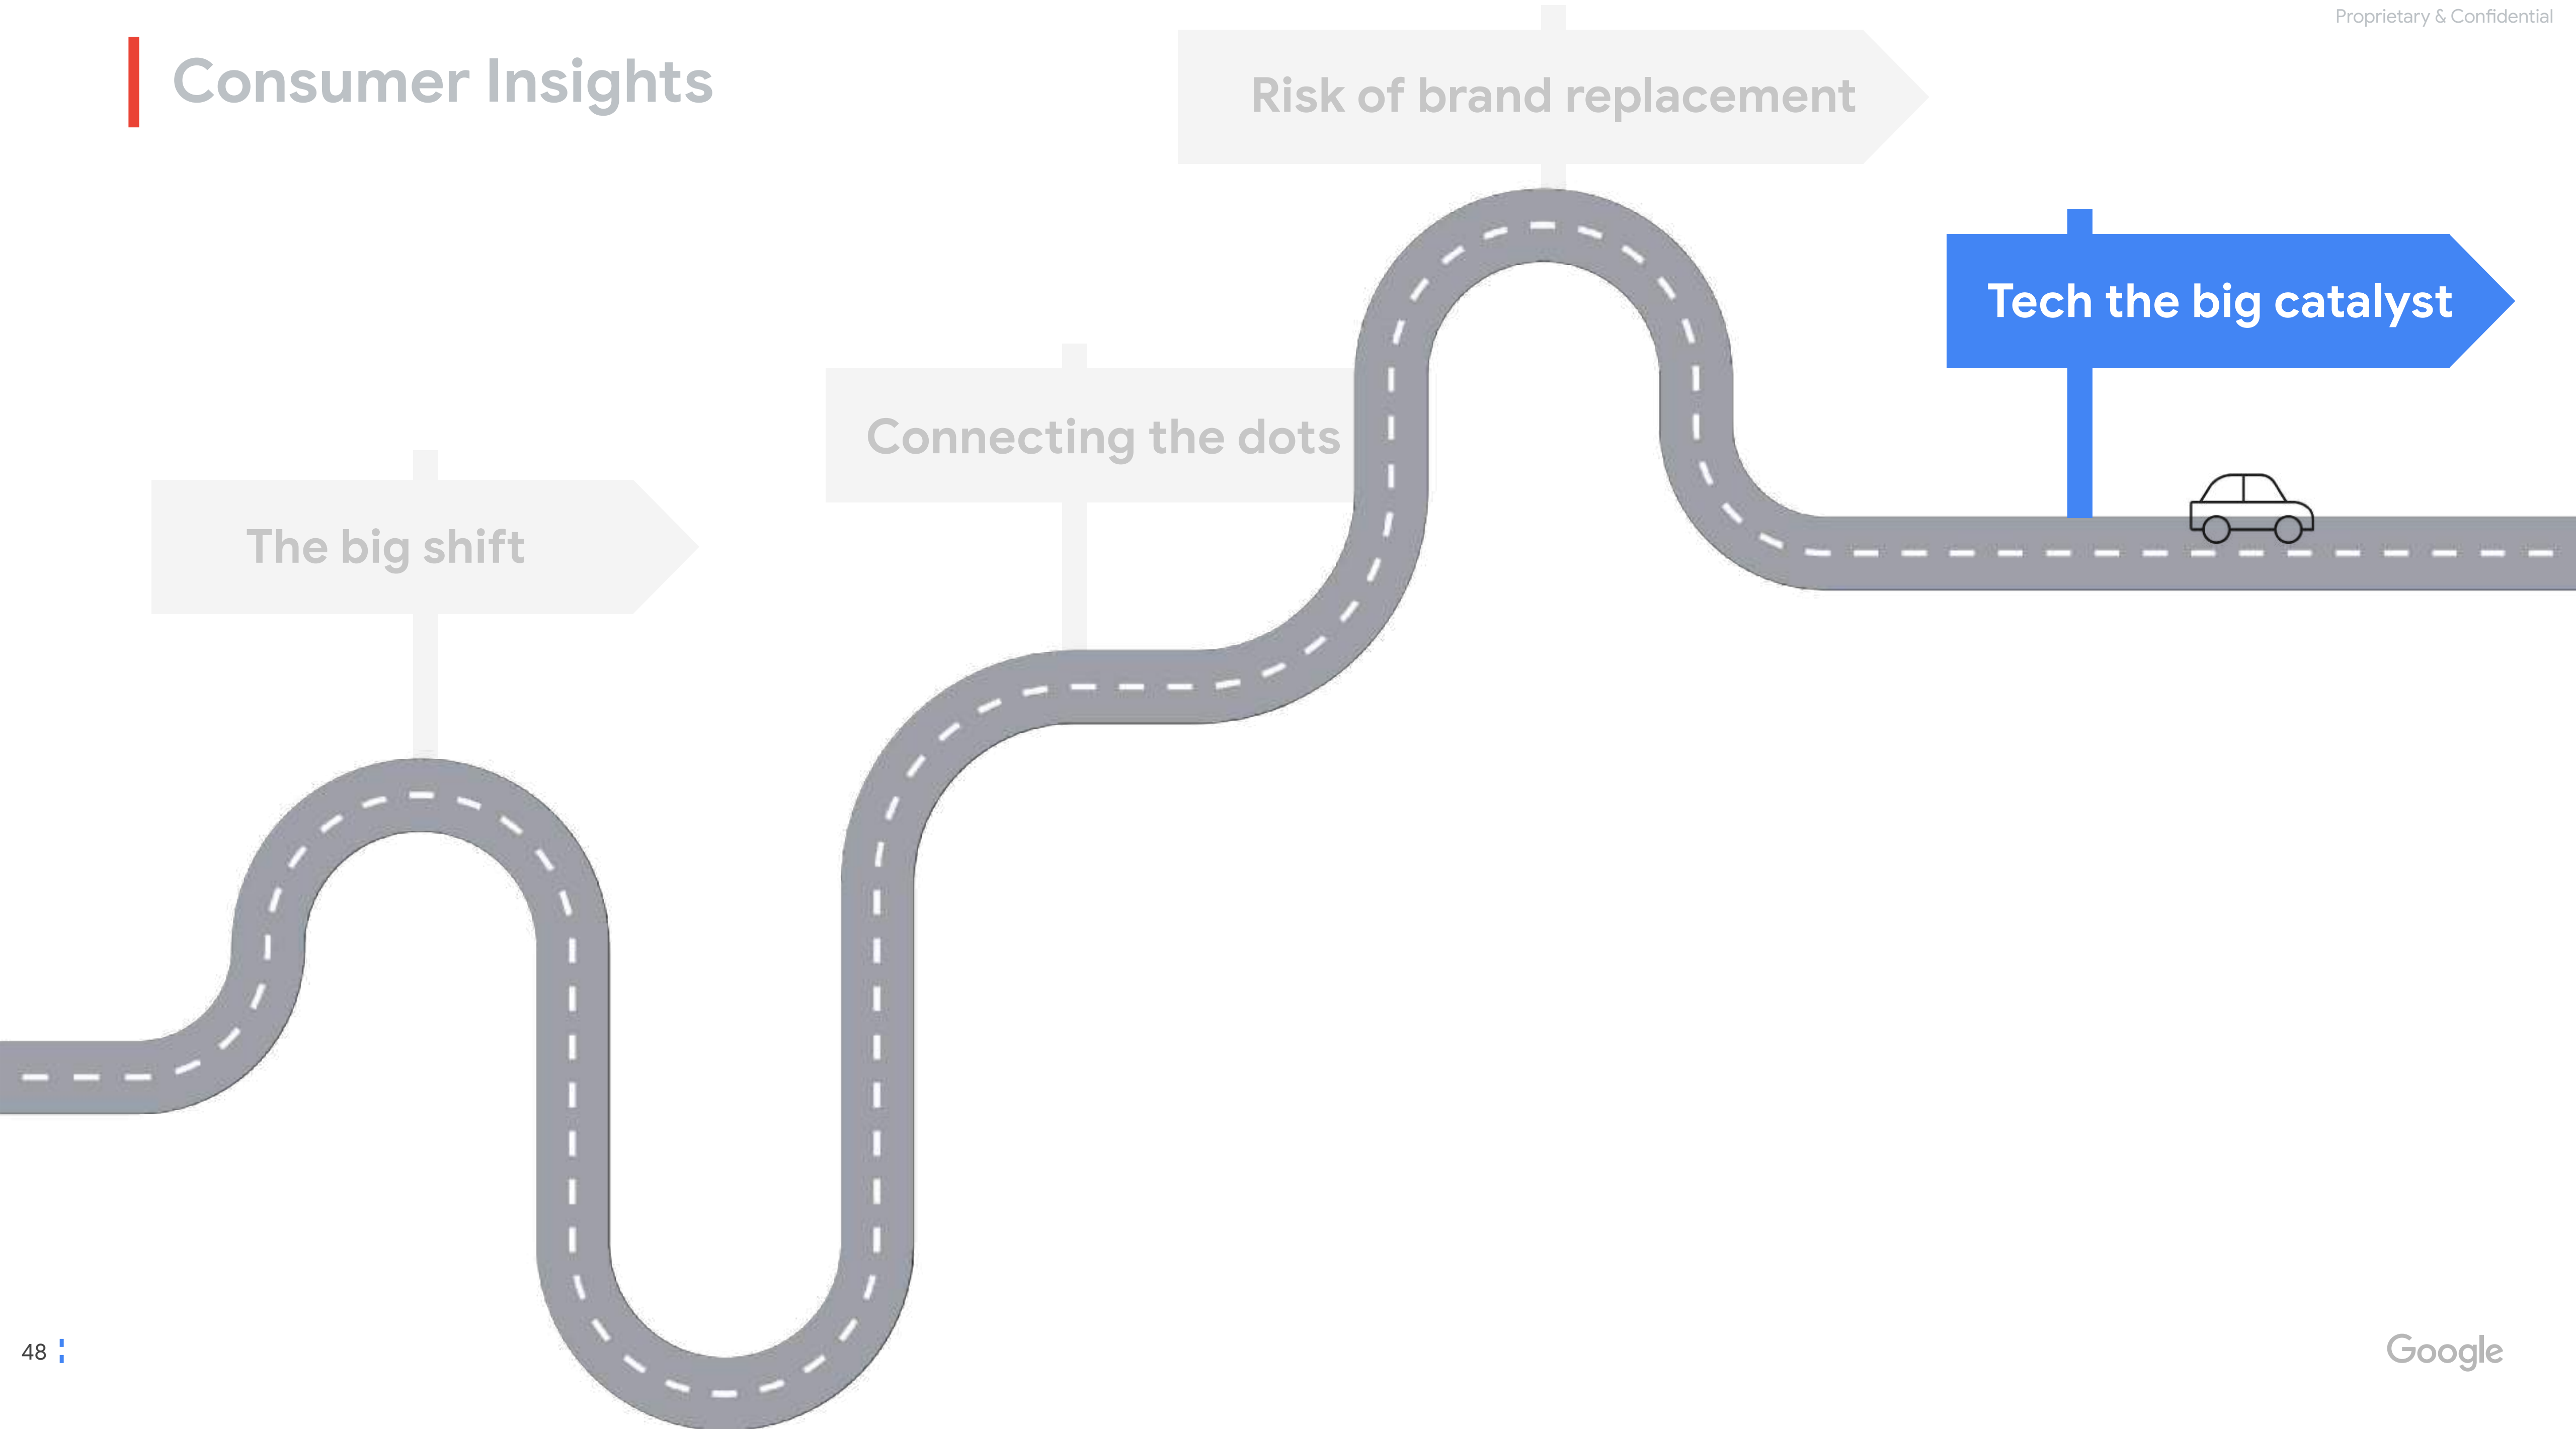 Proprietary & Confidential
Consumer Insights
Risk of brand replacement
Tech the big catalyst
Connecting the dots
The big shift
48
Google